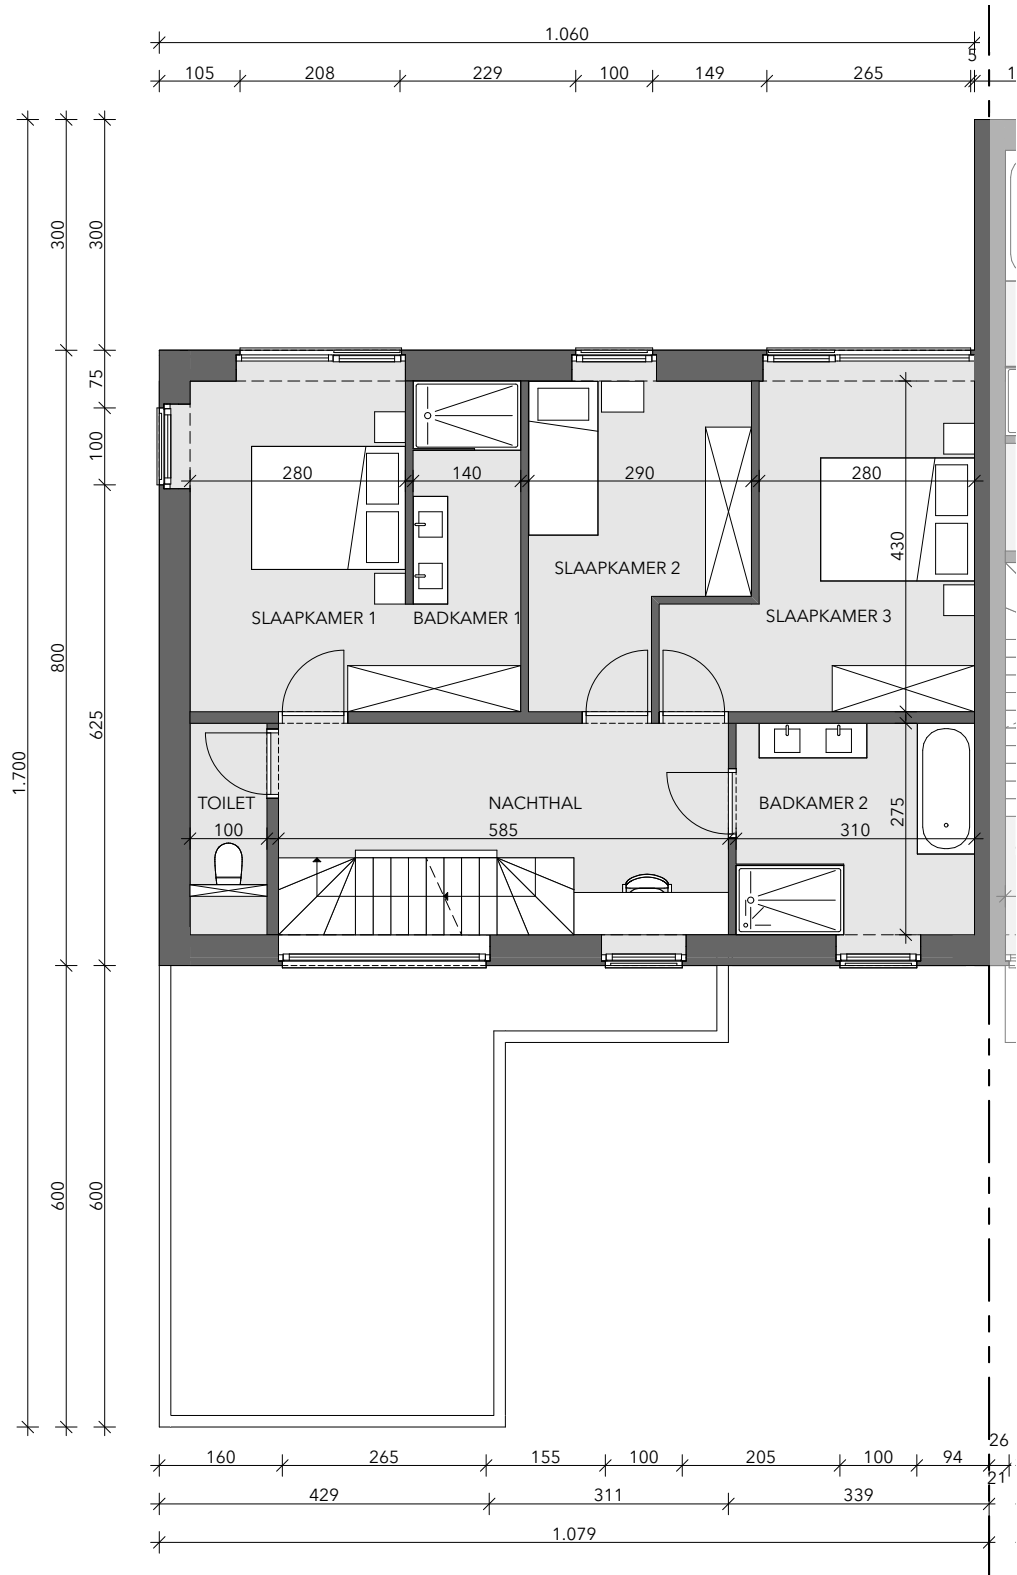 1.060
5
105 208 229 100 149 265 1
300 300
75
100
280 140 290 280
430
SLAAPKAMER 2
SLAAPKAMER 1 BADKAMER 1 SLAAPKAMER 3
800
625
1.700
TOILET NACHTHAL BADKAMER 2
275
100 585 310
600 600
26
160 265 155 100 205 100 94
21
429 311 339
1.079